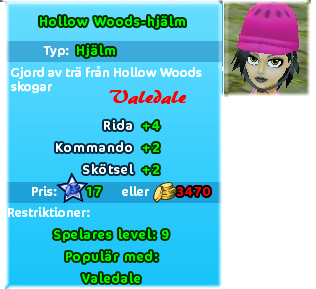 Hollow Woods-hjälm
Typ: Hjälm
Gjord av trä från Hollow Woods
skogar
Valedale
Rida +4
Kommando +2
Skötsel +2
Pris: 17 eller 3470
Restriktioner:
Spelares level: 9
Populär med:
Valedale